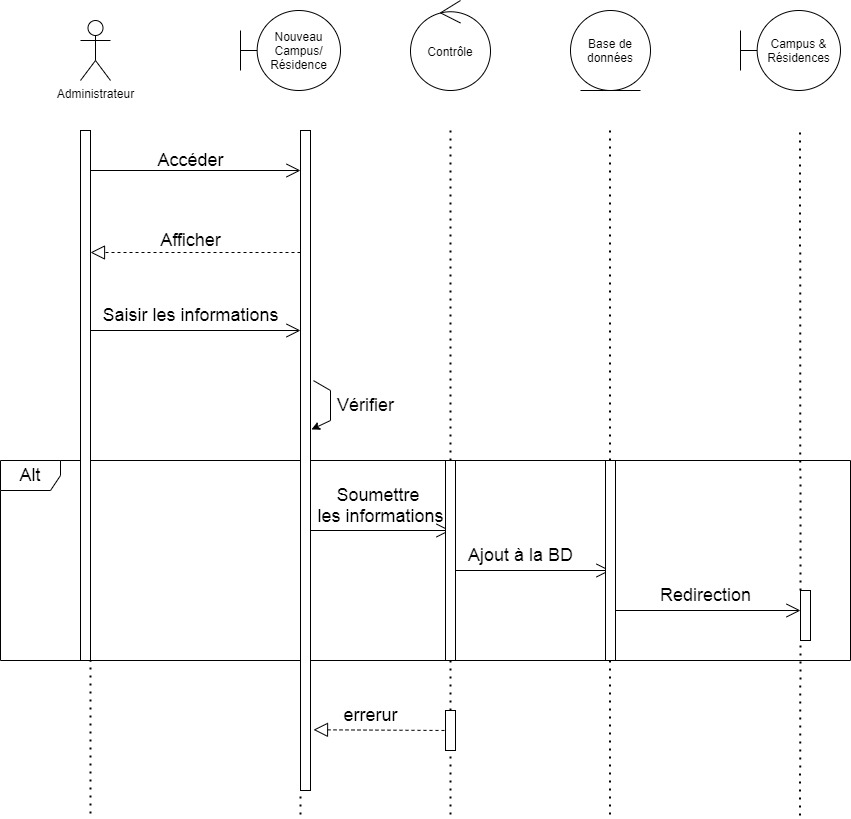 Administrateur
Nouveau
Campus/
Résidence
Contrôle
Base de
données
Campus &
Résidences
Accéder
Afficher
Saisir les informations
Vérifier
Alt
Soumettre
les informations
Ajout à la BD
Redirection
errerur